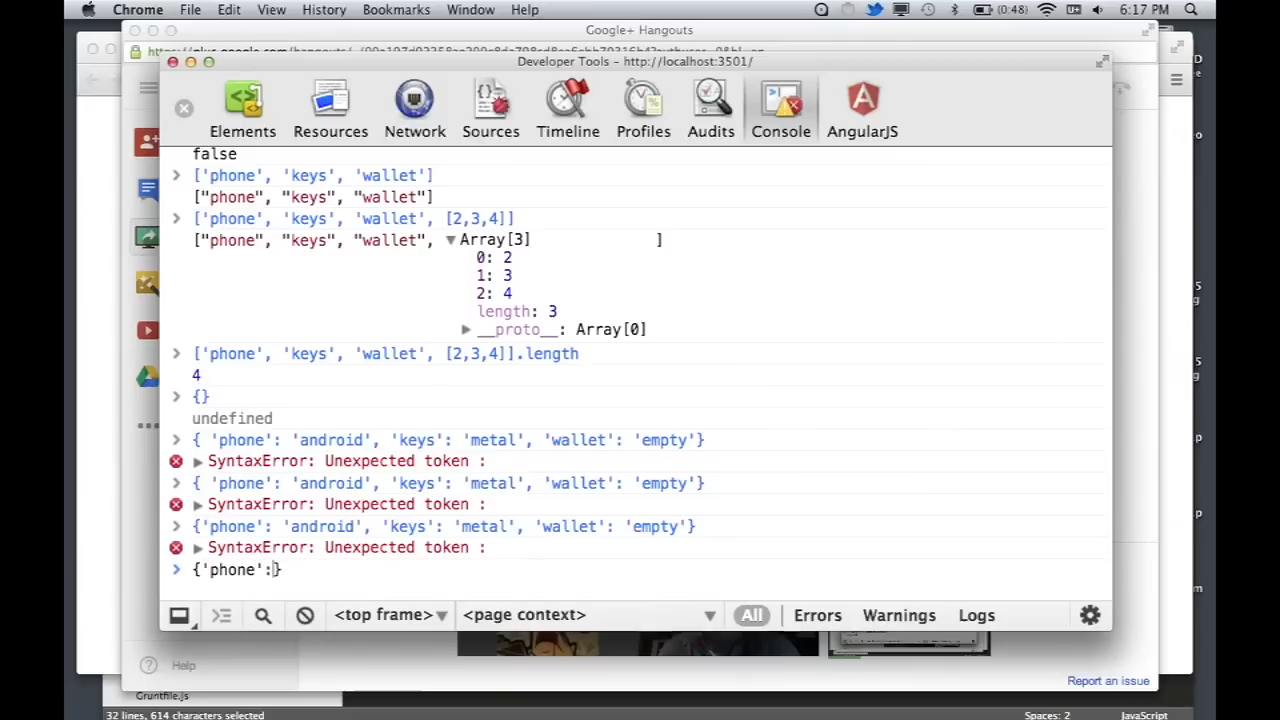 Chrome File Edit View History Bookmarks Window Help (0:48) 6:17 PM
Google+ Hangouts
Developer Tools - http://localhost:3501/
Elements Resources Network Sources Timeline Profiles Audits Console AngularJS
false
['phone', 'keys', 'wallet']
["phone", "keys", "wallet"]
['phone', 'keys', 'wallet', [2,3,4]]
["phone", "keys", "wallet", ▼Array[3] ]
0: 2
1: 3
2: 4
length: 3
▶ __proto__: Array[0]
['phone', 'keys', 'wallet', [2,3,4]].length
4
{}
undefined
{ 'phone': 'android', 'keys': 'metal', 'wallet': 'empty'}
▶ SyntaxError: Unexpected token :
{ 'phone': 'android', 'keys': 'metal', 'wallet': 'empty'}
▶ SyntaxError: Unexpected token :
{'phone': 'android', 'keys': 'metal', 'wallet': 'empty'}
▶ SyntaxError: Unexpected token :
{'phone':}
<top frame> <page context> All Errors Warnings Logs
Help
Report an issue
Gruntfile.js
32 lines, 614 characters selected Spaces: 2 JavaScript